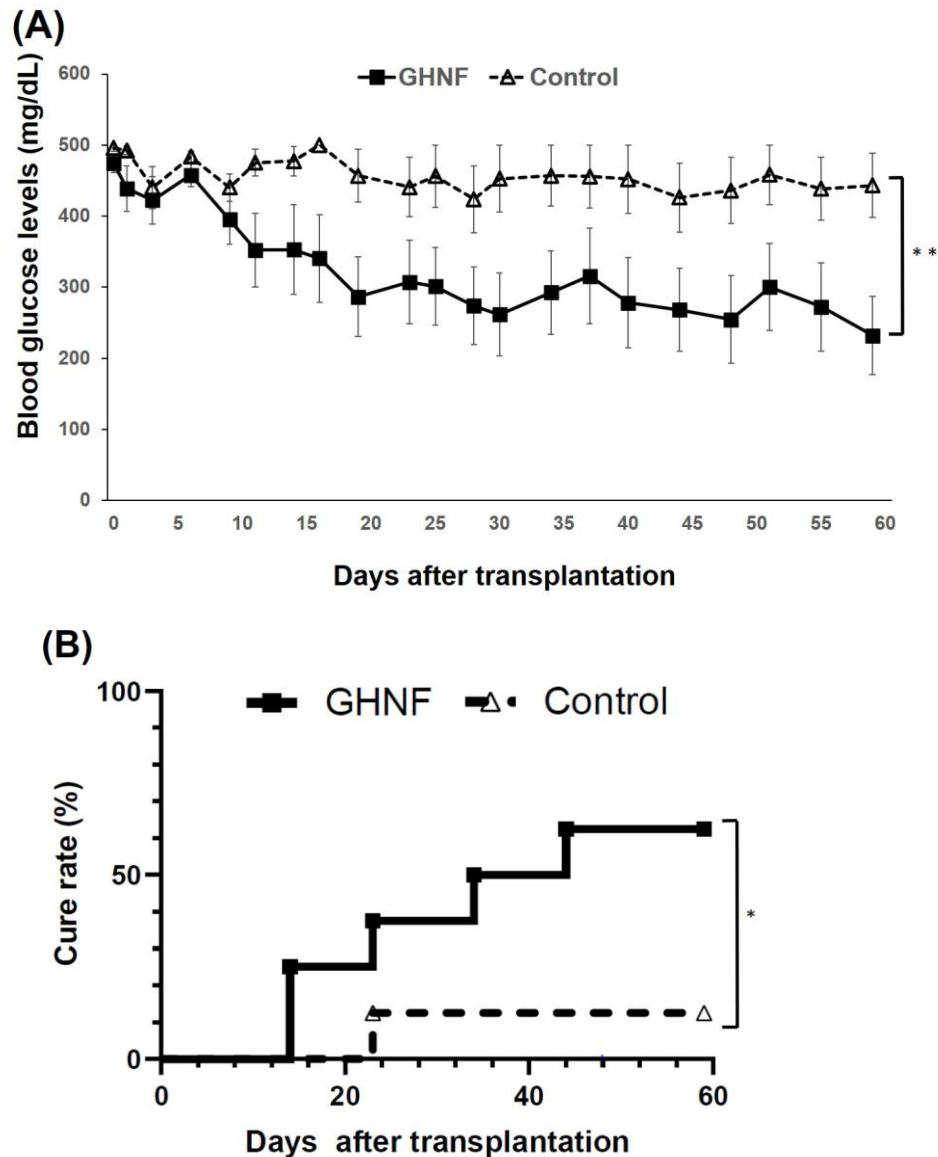 (A)
GHNF Control
Blood glucose levels (mg/dL)
600
500
400
300
200
100
0
0 5 10 15 20 25 30 35 40 45 50 55 60
Days after transplantation
**
(B)
GHNF Control
Cure rate (%)
100
50
0
0 20 40 60
Days after transplantation
*